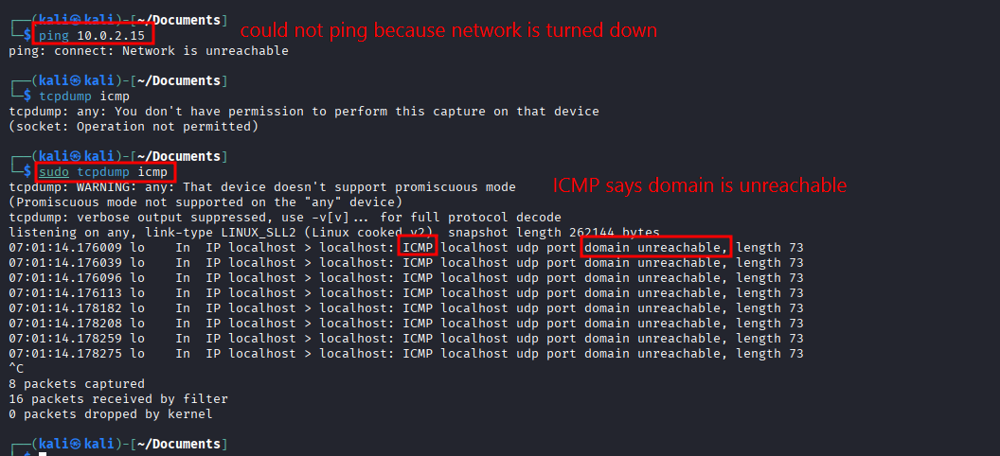 ┌──(kali㉿kali)-[~/Documents]
└─$ ping 10.0.2.15
could not ping because network is turned down
ping: connect: Network is unreachable
┌──(kali㉿kali)-[~/Documents]
└─$ tcpdump icmp
tcpdump: any: You don't have permission to perform this capture on that device
(socket: Operation not permitted)
┌──(kali㉿kali)-[~/Documents]
└─$ sudo tcpdump icmp
ICMP says domain is unreachable
tcpdump: WARNING: any: That device doesn't support promiscuous mode
(Promiscuous mode not supported on the "any" device)
tcpdump: verbose output suppressed, use -v[v]... for full protocol decode
listening on any, link-type LINUX_SLL2 (Linux cooked v2), snapshot length 262144 bytes
07:01:14.176009 lo    In  IP localhost > localhost: ICMP localhost udp port domain unreachable, length 73
07:01:14.176039 lo    In  IP localhost > localhost: ICMP localhost udp port domain unreachable, length 73
07:01:14.176096 lo    In  IP localhost > localhost: ICMP localhost udp port domain unreachable, length 73
07:01:14.176113 lo    In  IP localhost > localhost: ICMP localhost udp port domain unreachable, length 73
07:01:14.178182 lo    In  IP localhost > localhost: ICMP localhost udp port domain unreachable, length 73
07:01:14.178208 lo    In  IP localhost > localhost: ICMP localhost udp port domain unreachable, length 73
07:01:14.178259 lo    In  IP localhost > localhost: ICMP localhost udp port domain unreachable, length 73
07:01:14.178275 lo    In  IP localhost > localhost: ICMP localhost udp port domain unreachable, length 73
^C
8 packets captured
16 packets received by filter
0 packets dropped by kernel
┌──(kali㉿kali)-[~/Documents]
└─$